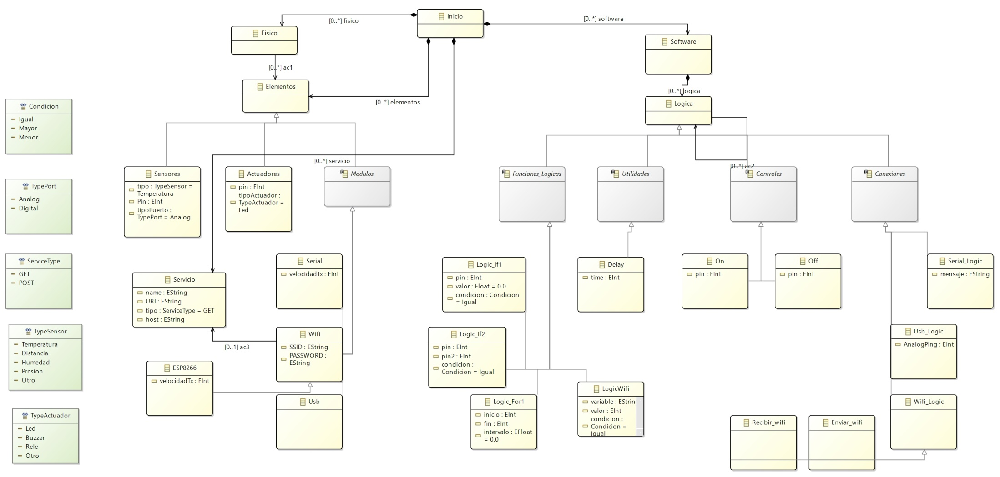 Inicio
[0..*] fisico
[0..*] software
Fisico
Software
[0..*] ac1
Elementos
[0..*] elementos
[0..*] logica
Logica
Condicion
Igual
Mayor
Menor
[0..*] servicio
[0..*] ac2
Sensores
tipo : TypeSensor =
Temperatura
Pin : EInt
tipoPuerto :
TypePort = Analog
Actuadores
pin : EInt
tipoActuador :
TypeActuador =
Led
Modulos
Funciones_Logicas
Utilidades
Controles
Conexiones
TypePort
Analog
Digital
ServiceType
GET
POST
Servicio
name : EString
URI : EString
tipo : ServiceType = GET
host : EString
Serial
velocidadTx : EInt
Logic_If1
pin : EInt
valor : Float = 0.0
condicion : Condicion
= Igual
Delay
time : EInt
On
pin : EInt
Off
pin : EInt
Serial_Logic
mensaje : EString
TypeSensor
Temperatura
Distancia
Humedad
Presion
Otro
[0..1] ac3
Wifi
SSID : EString
PASSWORD :
EString
Logic_If2
pin : EInt
pin2 : EInt
condicion :
Condicion = Igual
Usb_Logic
AnalogPing : EInt
ESP8266
velocidadTx : EInt
Usb
Logic_For1
inicio : EInt
fin : EInt
intervalo : EFloat
= 0.0
LogicWifi
variable : EStrin
valor : EInt
condicion :
Condicion =
Igual
Wifi_Logic
Recibir_wifi
Enviar_wifi
TypeActuador
Led
Buzzer
Rele
Otro